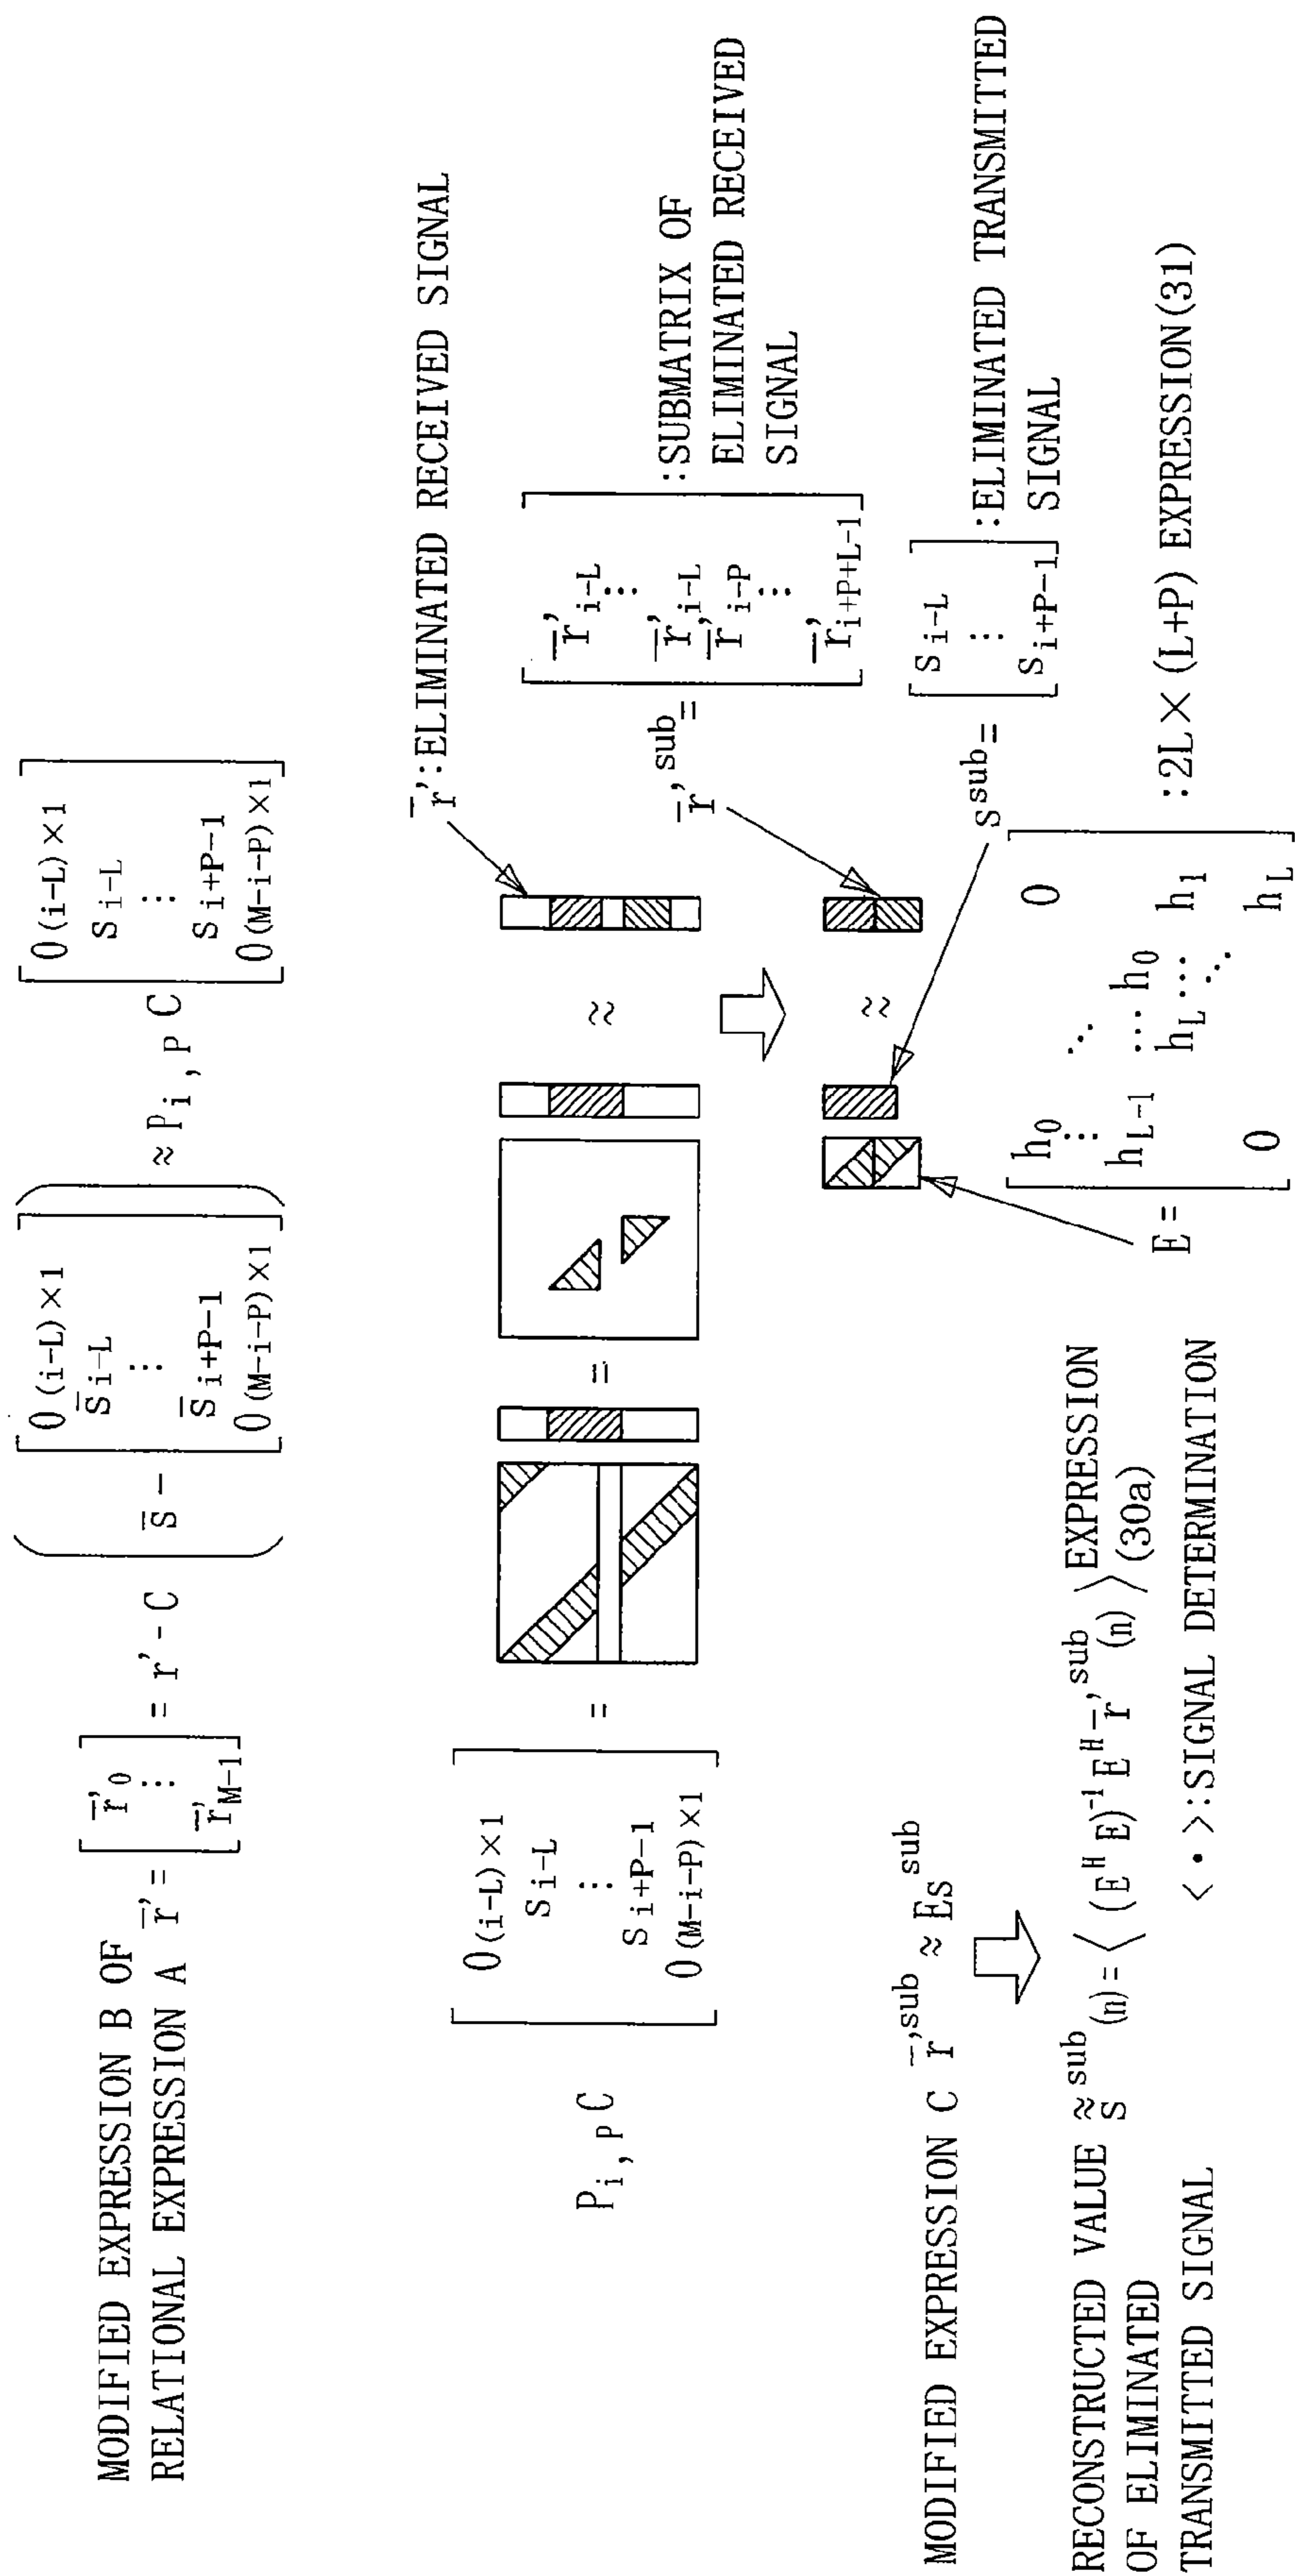 MODIFIED EXPRESSION B OF
RELATIONAL EXPRESSION A r̄' = [ r̄'₀ ⋮ r̄'M-1 ] = r' - C ( s̄ - [ 0(i-L)×1 s̄i-L ⋮ s̄i+P-1 0(M-i-P)×1 ] ) ≈ Pi,P C [ 0(i-L)×1 si-L ⋮ si+P-1 0(M-i-P)×1 ]
Pi,P C [ 0(i-L)×1 si-L ⋮ si+P-1 0(M-i-P)×1 ] = = ≈
r̄':ELIMINATED RECEIVED SIGNAL
≈
r̄'sub = [ r̄'i-L ⋮ r̄'i-L r̄'i-P ⋮ r̄'i+P+L-1 ] :SUBMATRIX OF
ELIMINATED RECEIVED
SIGNAL
MODIFIED EXPRESSION C r̄'sub ≈ Essub
ssub = [ si-L ⋮ si+P-1 ] :ELIMINATED TRANSMITTED
SIGNAL
RECONSTRUCTED VALUE
OF ELIMINATED
TRANSMITTED SIGNAL
s≈sub(n) = < (EH E)-1 EH r̄'sub(n) > EXPRESSION
(30a)
< • >:SIGNAL DETERMINATION
E = [ h0 0 ⋮ ⋱ hL-1 ⋯ h0 hL ⋯ h1 0 ⋱ hL ] :2L×(L+P) EXPRESSION(31)